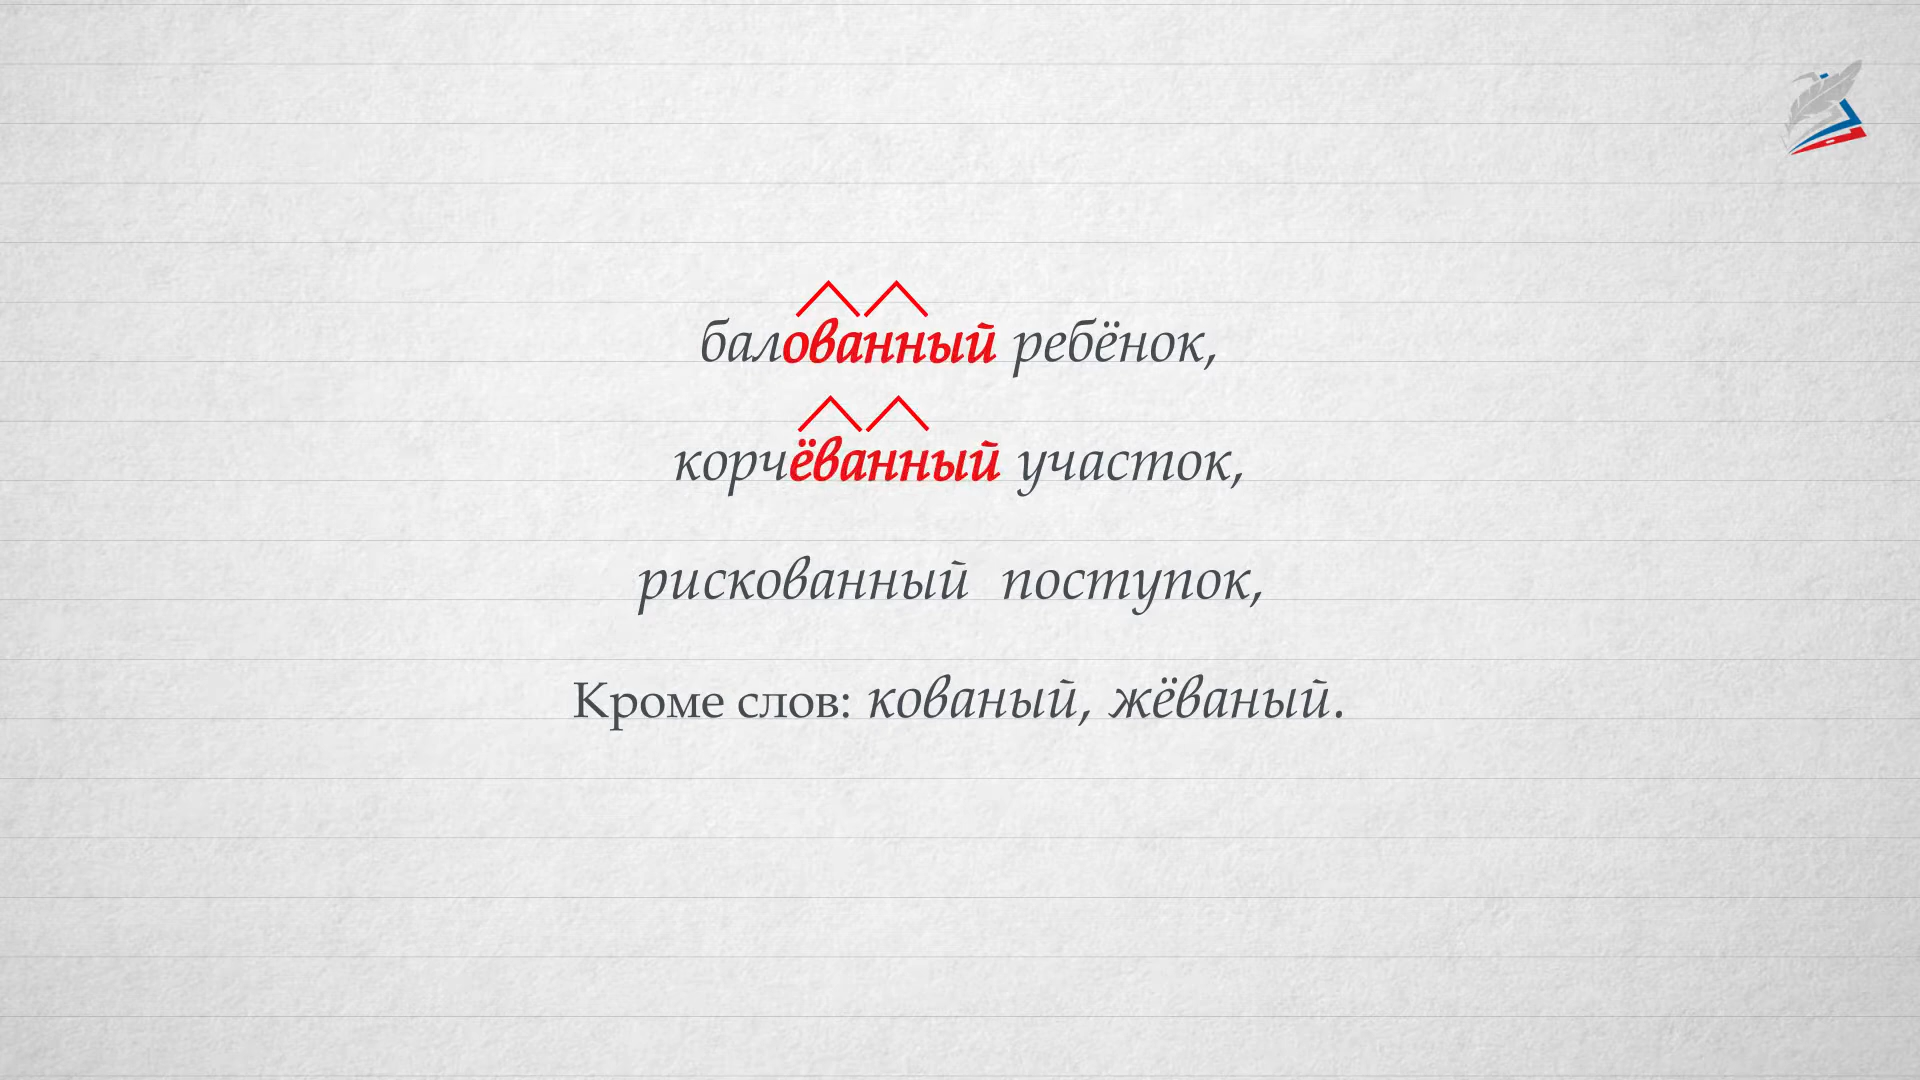 балованный ребёнок,
корчёванный участок,
рискованный поступок,
Кроме слов: кованый, жёваный.